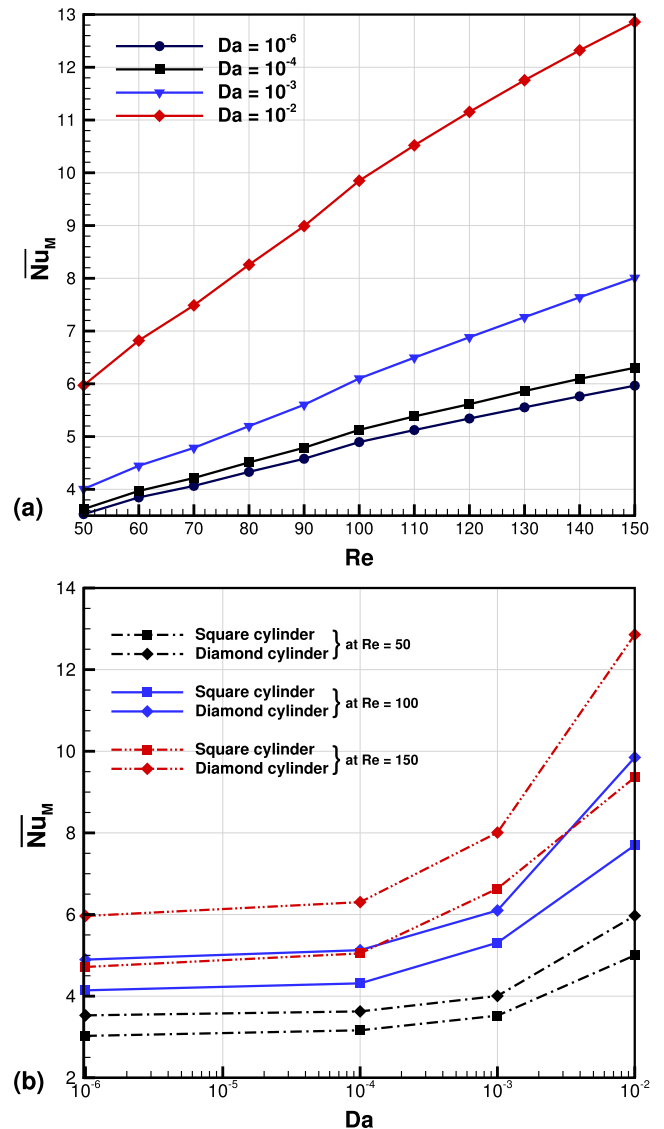 13
12
11
10
9
8
7
6
5
4
Da = 10^-6
Da = 10^-4
Da = 10^-3
Da = 10^-2
Nu_M
(a)
50 60 70 80 90 100 110 120 130 140 150
Re
14
12
10
8
6
4
2
Square cylinder
Diamond cylinder
} at Re = 50
Square cylinder
Diamond cylinder
} at Re = 100
Square cylinder
Diamond cylinder
} at Re = 150
Nu_M
(b)
10^-6 10^-5 10^-4 10^-3 10^-2
Da